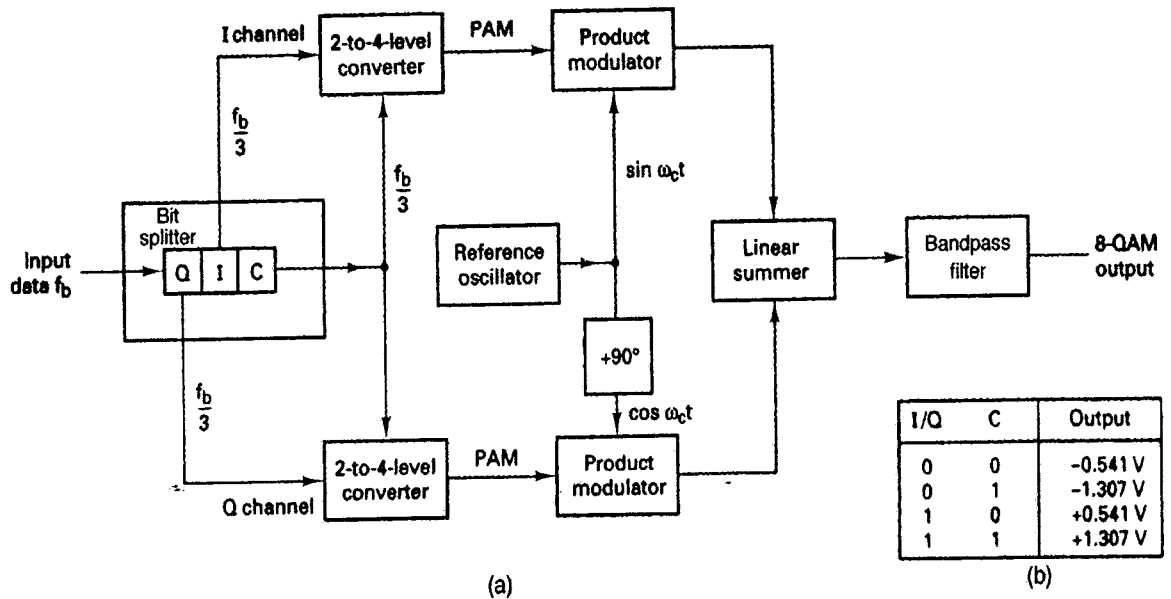 I channel
2-to-4-level
converter
PAM
Product
modulator
f_b
3
f_b
3
sin ω_ct
Bit
splitter
Input
data f_b
Q I C
Reference
oscillator
Linear
summer
Bandpass
filter
8-QAM
output
+90°
f_b
3
cos ω_ct
2-to-4-level
converter
PAM
Product
modulator
Q channel
I/Q C Output
0 0 −0.541 V
0 1 −1.307 V
1 0 +0.541 V
1 1 +1.307 V
(a)
(b)